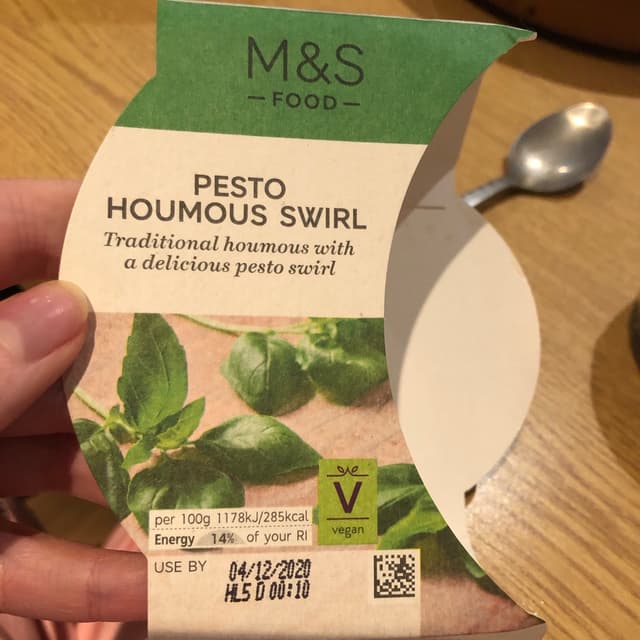 M&S
— FOOD —
PESTO
HOUMOUS SWIRL
Traditional houmous with
a delicious pesto swirl
V
vegan
per 100g 1178kJ/285kcal
Energy 14% of your RI
USE BY 04/12/2020
HL5 D 00:10